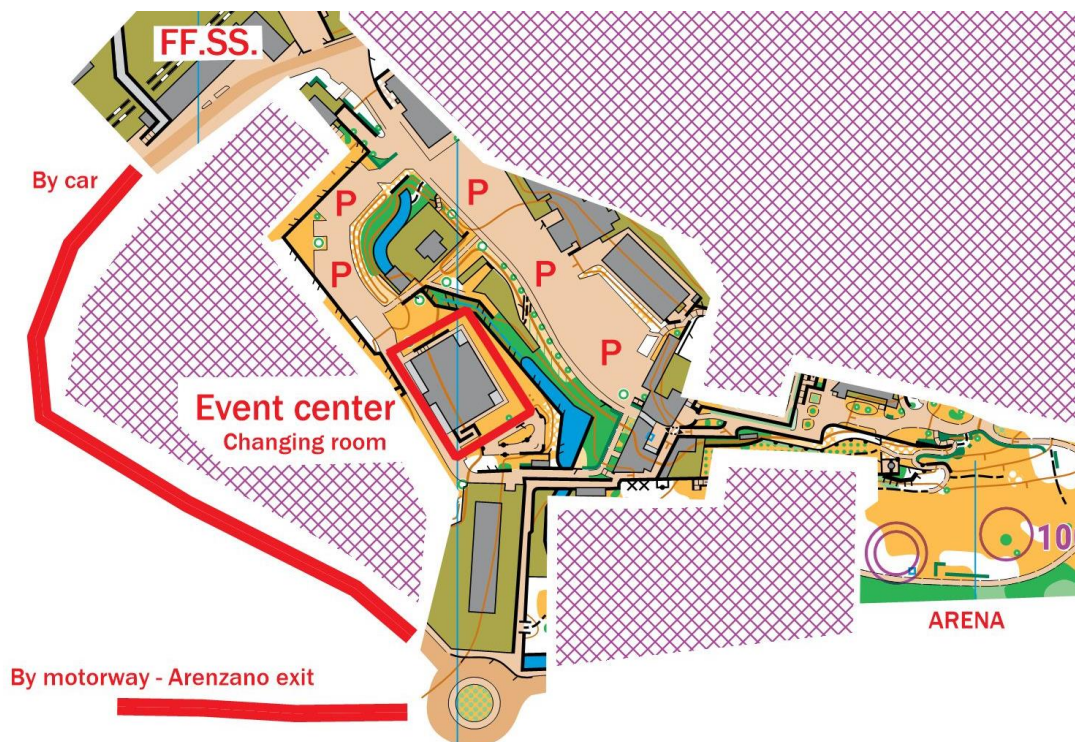 FF.SS.
By car
P
P
P
P
P
Event center
Changing room
10
ARENA
By motorway - Arenzano exit